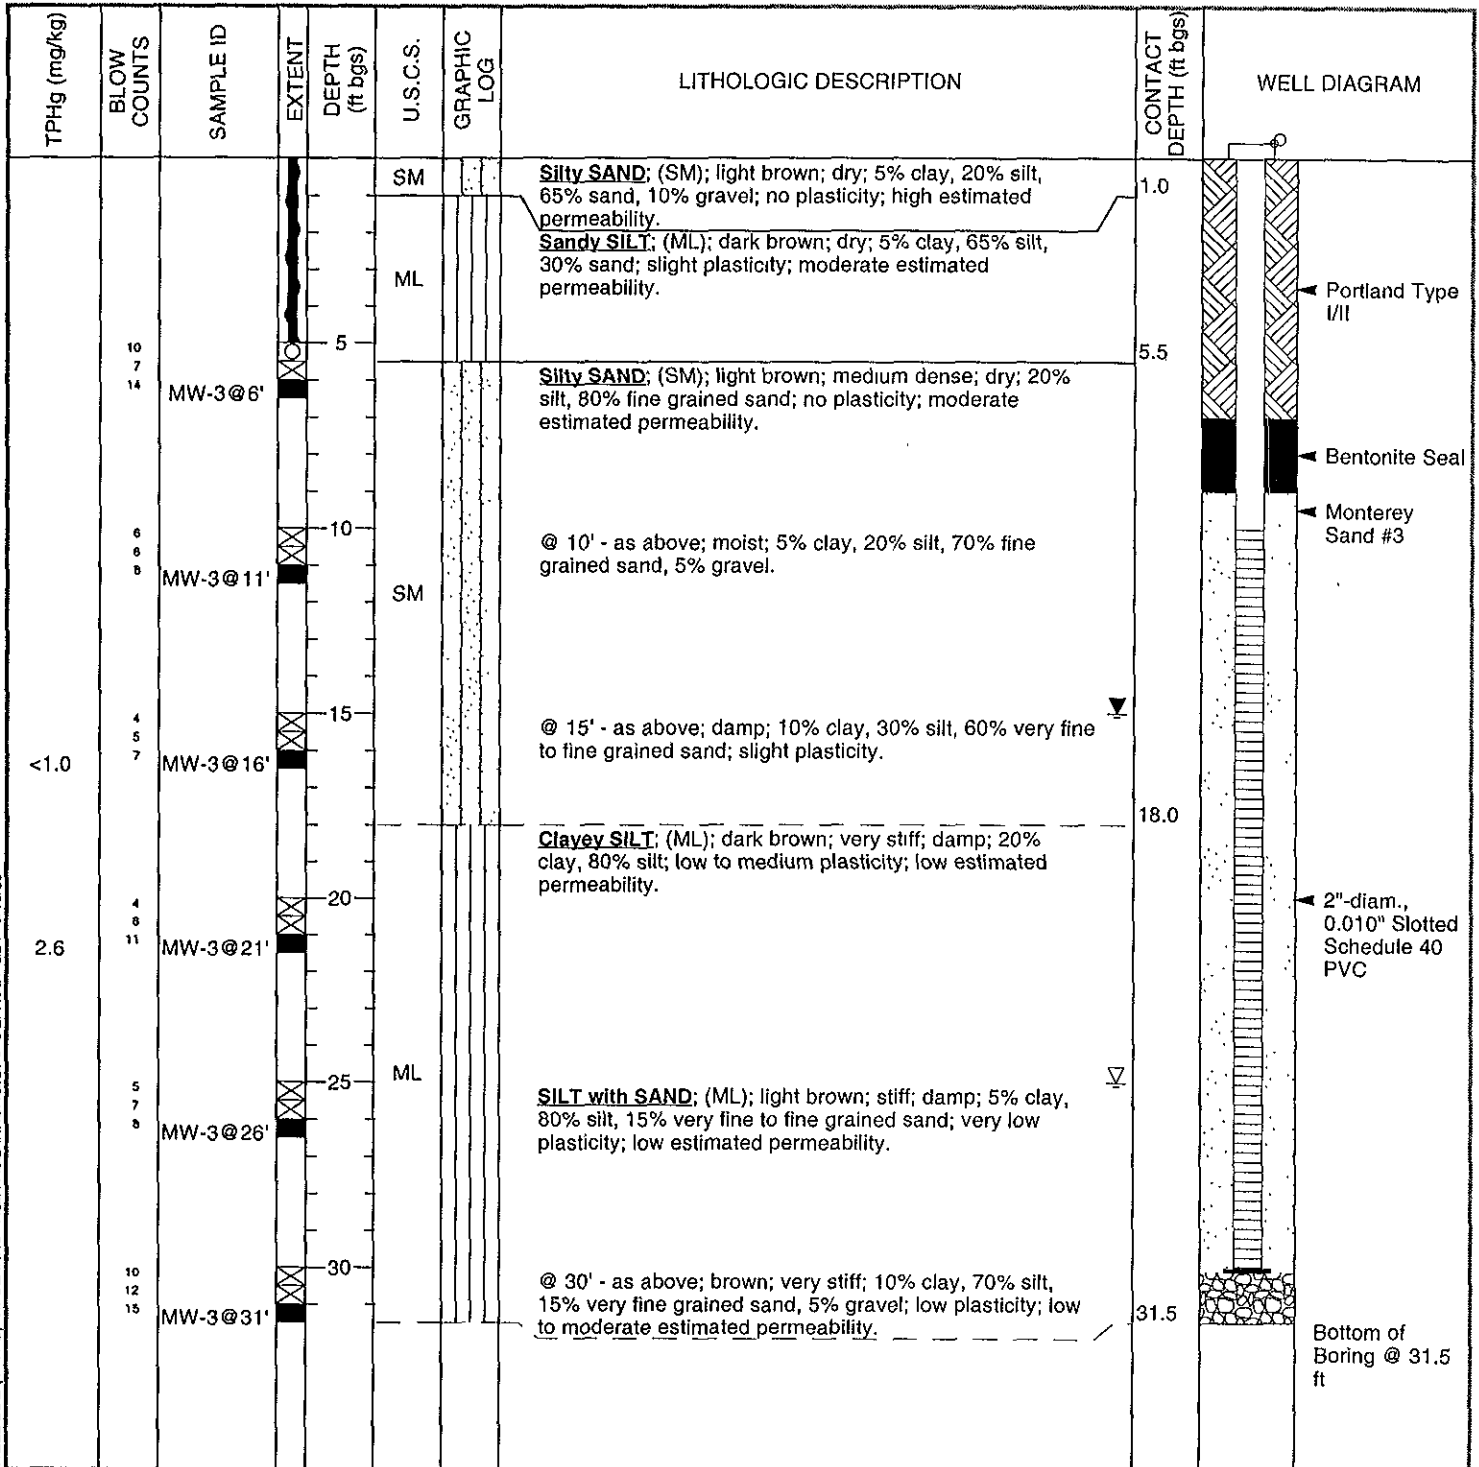 TPHg (mg/kg)
BLOW
COUNTS
SAMPLE ID
EXTENT
DEPTH
(ft bgs)
U.S.C.S.
GRAPHIC
LOG
LITHOLOGIC DESCRIPTION
CONTACT
DEPTH (ft bgs)
WELL DIAGRAM
SM
Silty SAND; (SM); light brown; dry; 5% clay, 20% silt,
65% sand, 10% gravel; no plasticity; high estimated
permeability.
1.0
ML
Sandy SILT; (ML); dark brown; dry; 5% clay, 65% silt,
30% sand; slight plasticity; moderate estimated
permeability.
Portland Type
I/II
10
7
14
MW-3@6'
5
5.5
Silty SAND; (SM); light brown; medium dense; dry; 20%
silt, 80% fine grained sand; no plasticity; moderate
estimated permeability.
Bentonite Seal
Monterey
Sand #3
6
6
8
MW-3@11'
10
SM
@ 10' - as above; moist; 5% clay, 20% silt, 70% fine
grained sand, 5% gravel.
<1.0
4
5
7
MW-3@16'
15
@ 15' - as above; damp; 10% clay, 30% silt, 60% very fine
to fine grained sand; slight plasticity.
18.0
Clayey SILT; (ML); dark brown; very stiff; damp; 20%
clay, 80% silt; low to medium plasticity; low estimated
permeability.
2.6
4
8
11
MW-3@21'
20
2"-diam.,
0.010" Slotted
Schedule 40
PVC
5
7
8
MW-3@26'
25
ML
SILT with SAND; (ML); light brown; stiff; damp; 5% clay,
80% silt, 15% very fine to fine grained sand; very low
plasticity; low estimated permeability.
10
12
15
MW-3@31'
30
@ 30' - as above; brown; very stiff; 10% clay, 70% silt,
15% very fine grained sand, 5% gravel; low plasticity; low
to moderate estimated permeability.
31.5
Bottom of
Boring @ 31.5
ft